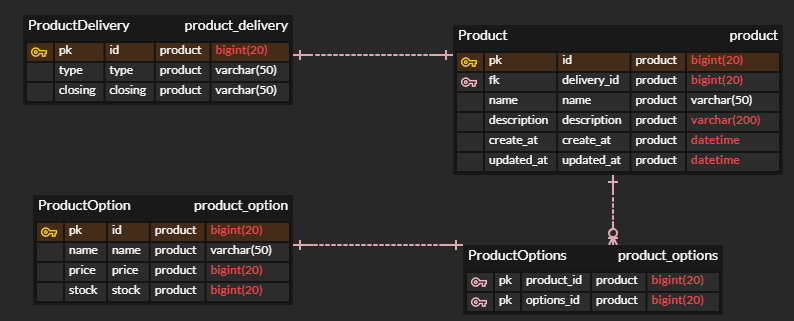 ProductDelivery product_delivery
pk id product bigint(20)
type type product varchar(50)
closing closing product varchar(50)
Product product
pk id product bigint(20)
fk delivery_id product bigint(20)
name name product varchar(50)
description description product varchar(200)
create_at create_at product datetime
updated_at updated_at product datetime
ProductOption product_option
pk id product bigint(20)
name name product varchar(50)
price price product bigint(20)
stock stock product bigint(20)
ProductOptions product_options
pk product_id product bigint(20)
pk options_id product bigint(20)